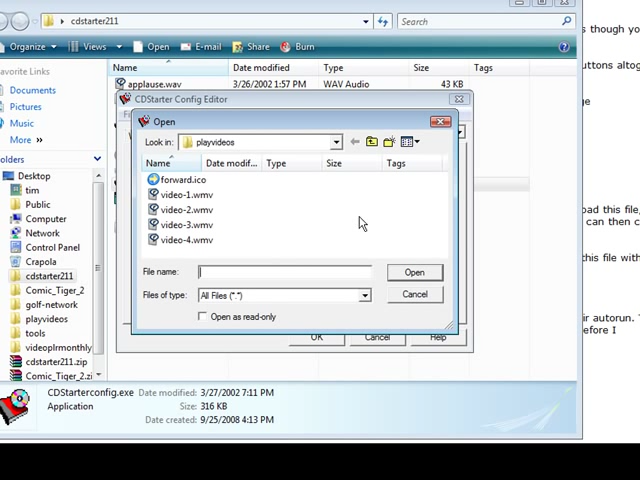 cdstarter211
Search
s though yo
Organize
Views
Open
E-mail
Share
Burn
avorite Links
Name
Date modified
Type
Size
Tags
uttons altog
Documents
applause.wav
3/26/2002 1:57 PM
WAV Audio
43 KB
CDStarter Config Editor
ge
Pictures
Open
Music
Look in:
playvideos
More »
Name
Date modif...
Type
Size
Tags
olders
Desktop
forward.ico
tim
video-1.wmv
Public
video-2.wmv
oad this file,
Computer
can then c
Network
video-3.wmv
Control Panel
video-4.wmv
Crapola
his file with
cdstarter211
File name:
Open
Comic_Tiger_2
Files of type:
All Files (*.*)
Cancel
golf-network
playvideos
Open as read-only
ir autorun. T
tools
efore I
videoplrmonthly
OK
Cancel
Help
cdstarter211.zip
Comic_Tiger_2.zi
CDStarterconfig.exe
Date modified: 3/27/2002 7:11 PM
Application
Size: 316 KB
Date created: 9/25/2008 4:13 PM